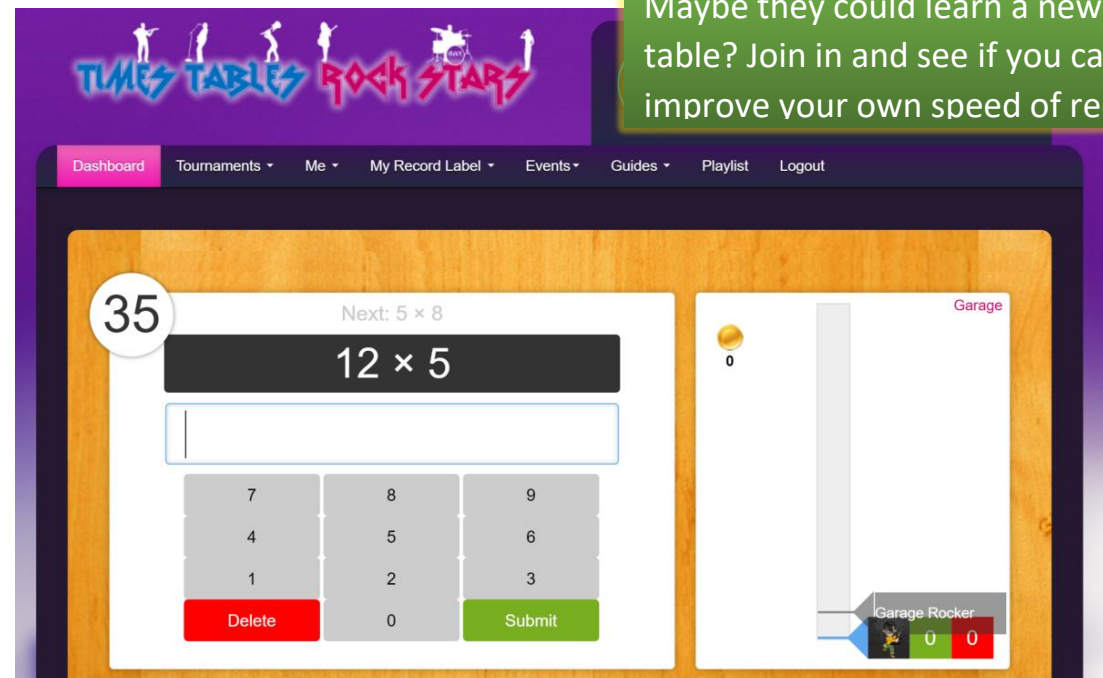 Maybe they could learn a new
table? Join in and see if you ca
improve your own speed of re
TIMES TABLES ROCK STARS
Dashboard Tournaments Me My Record Label Events Guides Playlist Logout
35
Next: 5 × 8
12 × 5
7 8 9
4 5 6
1 2 3
Delete 0 Submit
Garage
0
Garage Rocker
0 0